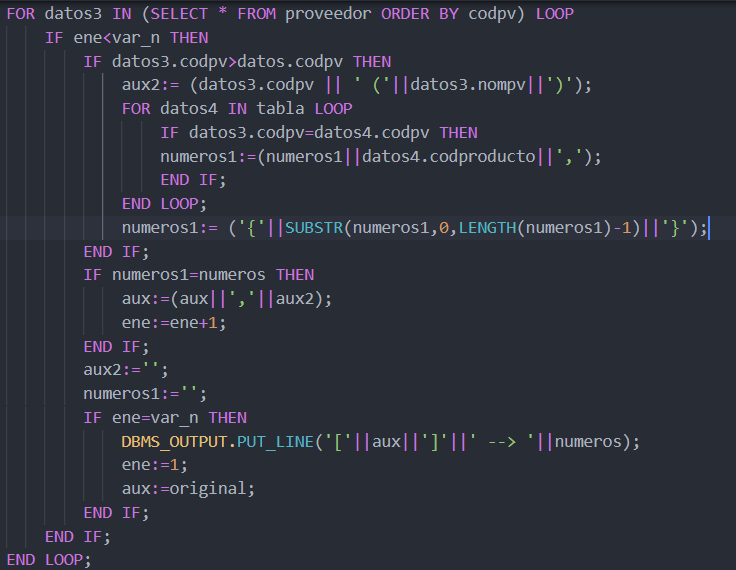 FOR datos3 IN (SELECT * FROM proveedor ORDER BY codpv) LOOP
IF ene<var_n THEN
IF datos3.codpv>datos.codpv THEN
aux2:= (datos3.codpv || ' ('||datos3.nompv||')');
FOR datos4 IN tabla LOOP
IF datos3.codpv=datos4.codpv THEN
numeros1:=(numeros1||datos4.codproducto||',');
END IF;
END LOOP;
numeros1:= ('{'||SUBSTR(numeros1,0,LENGTH(numeros1)-1)||'}');
END IF;
IF numeros1=numeros THEN
aux:=(aux||','||aux2);
ene:=ene+1;
END IF;
aux2:='';
numeros1:='';
IF ene=var_n THEN
DBMS_OUTPUT.PUT_LINE('['||aux||']'||' --> '||numeros);
ene:=1;
aux:=original;
END IF;
END IF;
END LOOP;